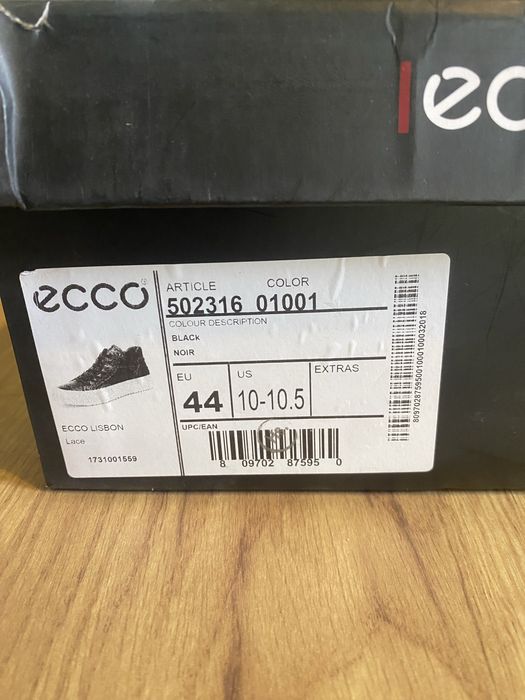 ecc
ecco
ARTICLE COLOR
502316 01001
COLOUR DESCRIPTION
BLACK
NOIR
EU US EXTRAS
44 10-10.5
UPC/EAN
8 09702 87595 0
ECCO LISBON
Lace
1731001559